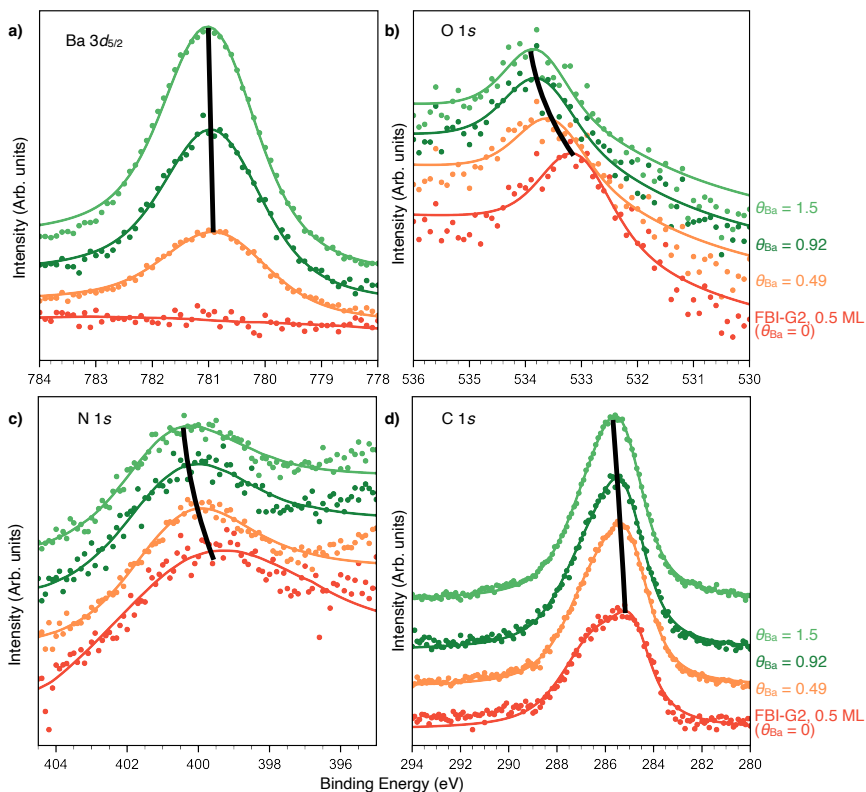 a)
Ba 3d5/2
Intensity (Arb. units)
784 783 782 781 780 779 778
b)
O 1s
Intensity (Arb. units)
θBa = 1.5
θBa = 0.92
θBa = 0.49
FBI-G2, 0.5 ML
(θBa = 0)
536 535 534 533 532 531 530
c)
N 1s
Intensity (Arb. units)
404 402 400 398 396
d)
C 1s
Intensity (Arb. units)
θBa = 1.5
θBa = 0.92
θBa = 0.49
FBI-G2, 0.5 ML
(θBa = 0)
294 292 290 288 286 284 282 280
Binding Energy (eV)